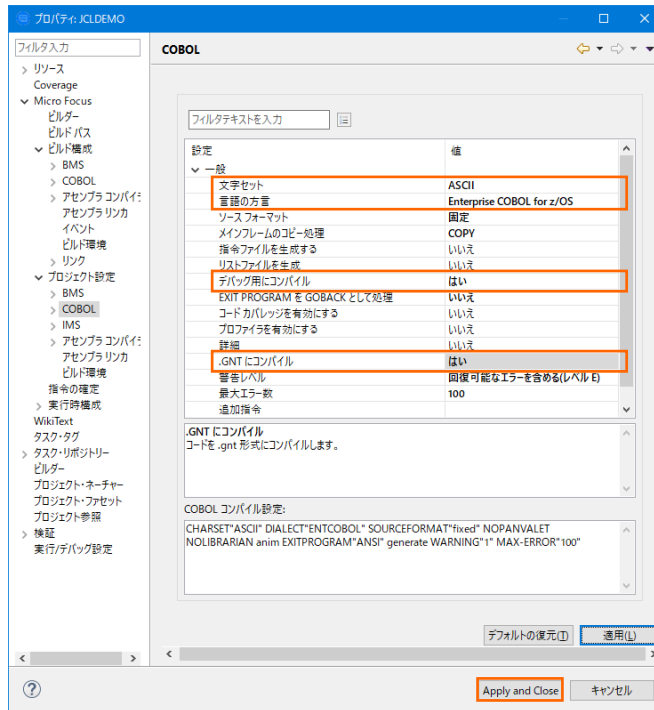 プロパティ: JCLDEMO
フィルタ入力
リソース
Coverage
Micro Focus
ビルダー
ビルド パス
ビルド構成
BMS
COBOL
アセンブラ コンパイラ
アセンブラ リンカ
イベント
ビルド環境
リンク
プロジェクト設定
BMS
COBOL
IMS
アセンブラ コンパイラ
アセンブラ リンカ
ビルド環境
指令の確定
実行時構成
WikiText
タスク・タグ
タスク・リポジトリー
ビルダー
プロジェクト・ネーチャー
プロジェクト・ファセット
プロジェクト参照
検証
実行/デバッグ設定
COBOL
フィルタテキストを入力
設定 値
一般
文字セット ASCII
言語の方言 Enterprise COBOL for z/OS
ソース フォーマット 固定
メインフレームのコピー処理 COPY
指令ファイルを生成する いいえ
リストファイルを生成 いいえ
デバッグ用にコンパイル はい
EXIT PROGRAM を GOBACK として処理 いいえ
コード カバレッジを有効にする いいえ
プロファイラを有効にする いいえ
詳細 いいえ
.GNT にコンパイル はい
警告レベル 回復可能なエラーを含める(レベル E)
最大エラー数 100
追加指令
.GNT にコンパイル
コードを .gnt 形式にコンパイルします。
COBOL コンパイル設定:
CHARSET"ASCII" DIALECT"ENTCOBOL" SOURCEFORMAT"fixed" NOPANVALET
NOLIBRARIAN anim EXITPROGRAM"ANSI" generate WARNING"1" MAX-ERROR"100"
デフォルトの復元(T) 適用(L)
Apply and Close キャンセル